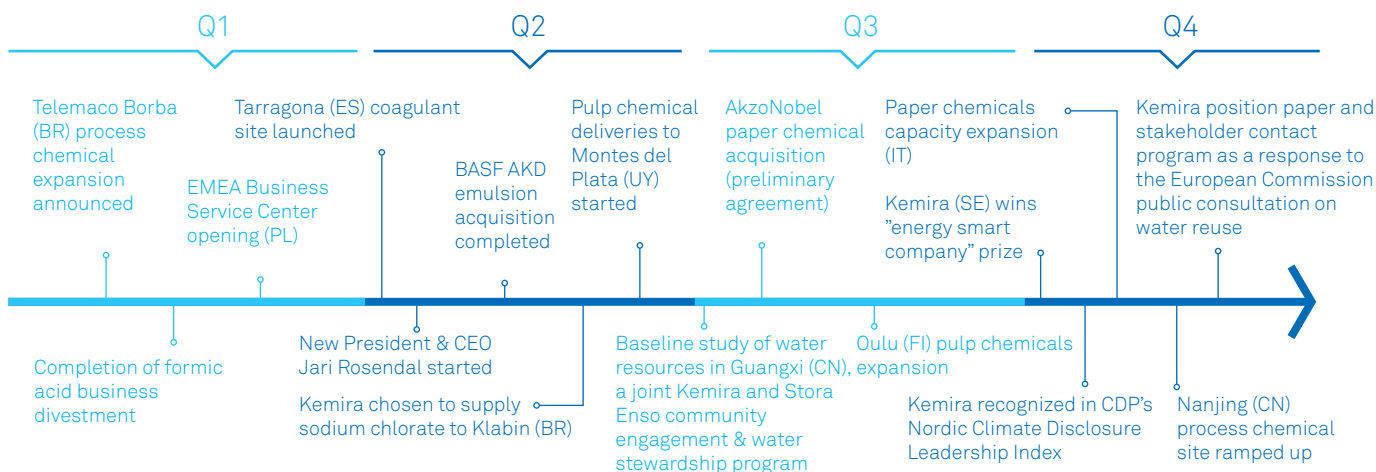 Q1
Q2
Q3
Q4
Telemaco Borba
(BR) process
chemical
expansion
announced
EMEA Business
Service Center
opening (PL)
Tarragona (ES) coagulant
site launched
BASF AKD
emulsion
acquisition
completed
Pulp chemical
deliveries to
Montes del
Plata (UY)
started
AkzoNobel
paper chemical
acquisition
(preliminary
agreement)
Paper chemicals
capacity expansion
(IT)
Kemira (SE) wins
”energy smart
company” prize
Kemira position paper and
stakeholder contact
program as a response to
the European Commission
public consultation on
water reuse
Completion of formic
acid business
divestment
New President & CEO
Jari Rosendal started
Kemira chosen to supply
sodium chlorate to Klabin (BR)
Baseline study of water
resources in Guangxi (CN),
a joint Kemira and Stora
Enso community
engagement & water
stewardship program
Oulu (FI) pulp chemicals
expansion
Kemira recognized in CDP’s
Nordic Climate Disclosure
Leadership Index
Nanjing (CN)
process chemical
site ramped up